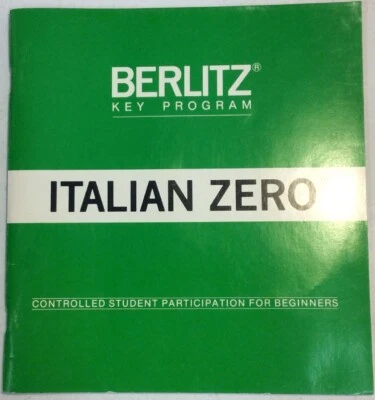 BERLITZ®
KEY PROGRAM
ITALIAN ZERO
CONTROLLED STUDENT PARTICIPATION FOR BEGINNERS